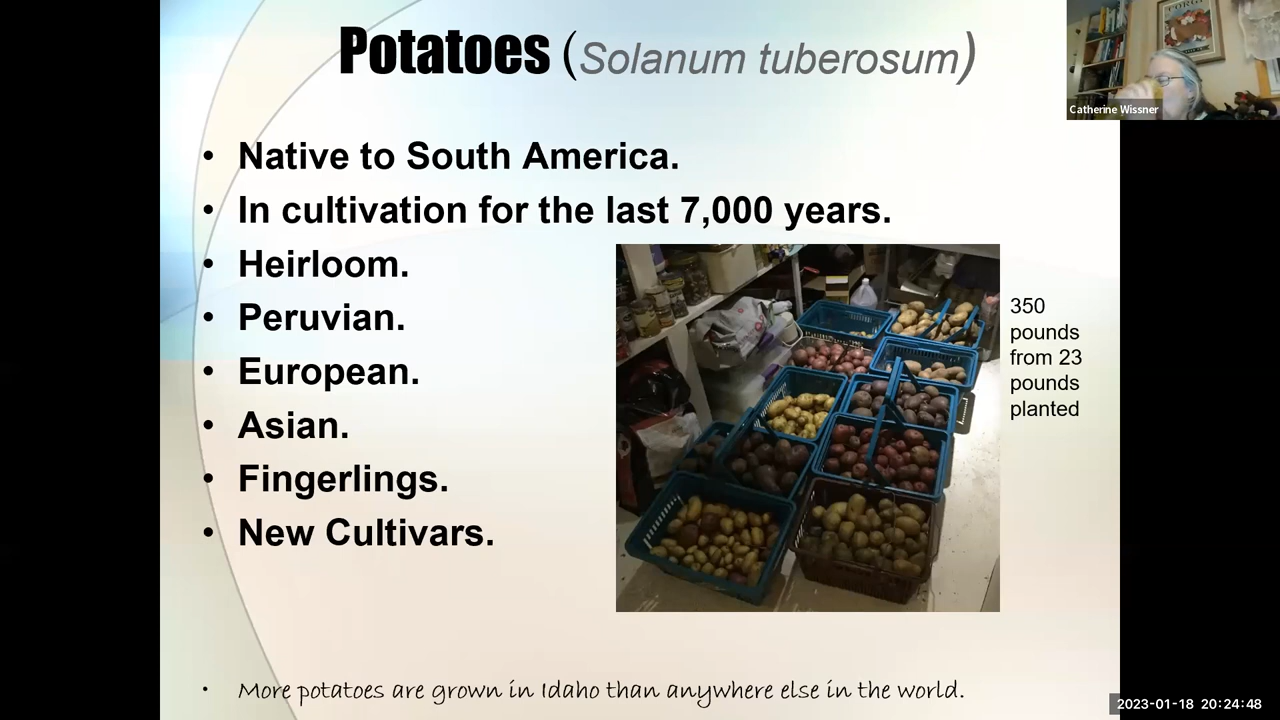 Potatoes (Solanum tuberosum)
CORGI
Catherine Wissner
• Native to South America.
• In cultivation for the last 7,000 years.
• Heirloom.
• Peruvian.
• European.
• Asian.
• Fingerlings.
• New Cultivars.
350
pounds
from 23
pounds
planted
• More potatoes are grown in Idaho than anywhere else in the world.
2023-01-18 20:24:48